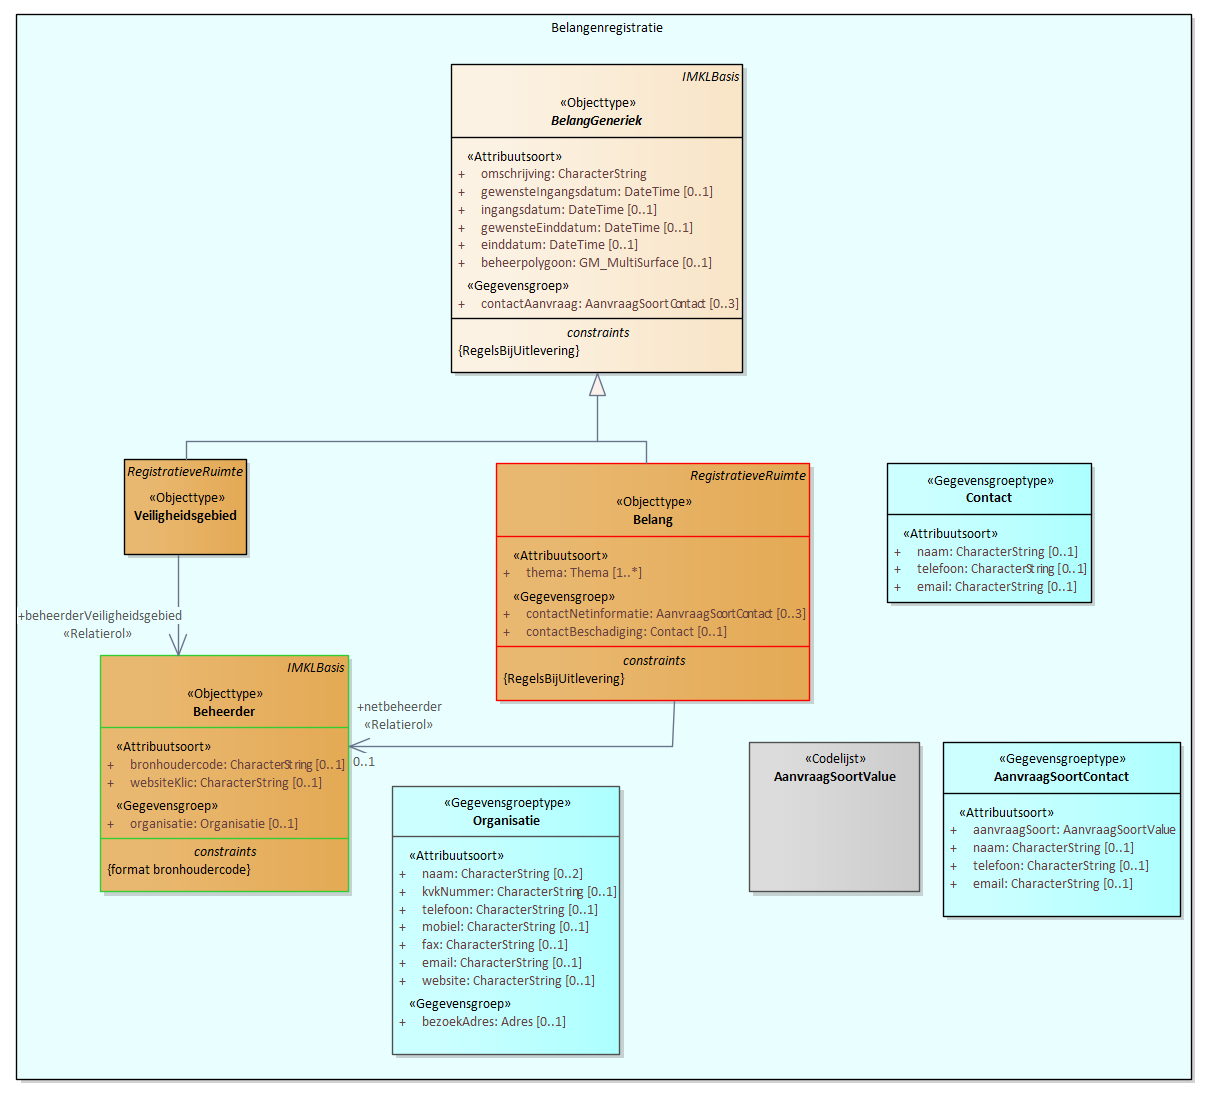 Belangenregistratie
IMKLBasis
«Objecttype»
BelangGeneriek
«Attribuutsoort»
+ omschrijving: CharacterString
+ gewensteIngangsdatum: DateTime [0..1]
+ ingangsdatum: DateTime [0..1]
+ gewensteEinddatum: DateTime [0..1]
+ einddatum: DateTime [0..1]
+ beheerpolygoon: GM_MultiSurface [0..1]
«Gegevensgroep»
+ contactAanvraag: AanvraagSoortContact [0..3]
constraints
{RegelsBijUitlevering}
RegistratieveRuimte
«Objecttype»
Veiligheidsgebied
+beheerderVeiligheidsgebied
«Relatierol»
RegistratieveRuimte
«Objecttype»
Belang
«Attribuutsoort»
+ thema: Thema [1..*]
«Gegevensgroep»
+ contactNetinformatie: AanvraagSoortContact [0..3]
+ contactBeschadiging: Contact [0..1]
constraints
{RegelsBijUitlevering}
«Gegevensgroeptype»
Contact
«Attribuutsoort»
+ naam: CharacterString [0..1]
+ telefoon: CharacterString [0..1]
+ email: CharacterString [0..1]
IMKLBasis
«Objecttype»
Beheerder
«Attribuutsoort»
+ bronhoudercode: CharacterString [0..1]
+ websiteKlic: CharacterString [0..1]
«Gegevensgroep»
+ organisatie: Organisatie [0..1]
constraints
{format bronhoudercode}
+netbeheerder
«Relatierol»
0..1
«Gegevensgroeptype»
Organisatie
«Attribuutsoort»
+ naam: CharacterString [0..2]
+ kvkNummer: CharacterString [0..1]
+ telefoon: CharacterString [0..1]
+ mobiel: CharacterString [0..1]
+ fax: CharacterString [0..1]
+ email: CharacterString [0..1]
+ website: CharacterString [0..1]
«Gegevensgroep»
+ bezoekAdres: Adres [0..1]
«Codelijst»
AanvraagSoortValue
«Gegevensgroeptype»
AanvraagSoortContact
«Attribuutsoort»
+ aanvraagSoort: AanvraagSoortValue
+ naam: CharacterString [0..1]
+ telefoon: CharacterString [0..1]
+ email: CharacterString [0..1]